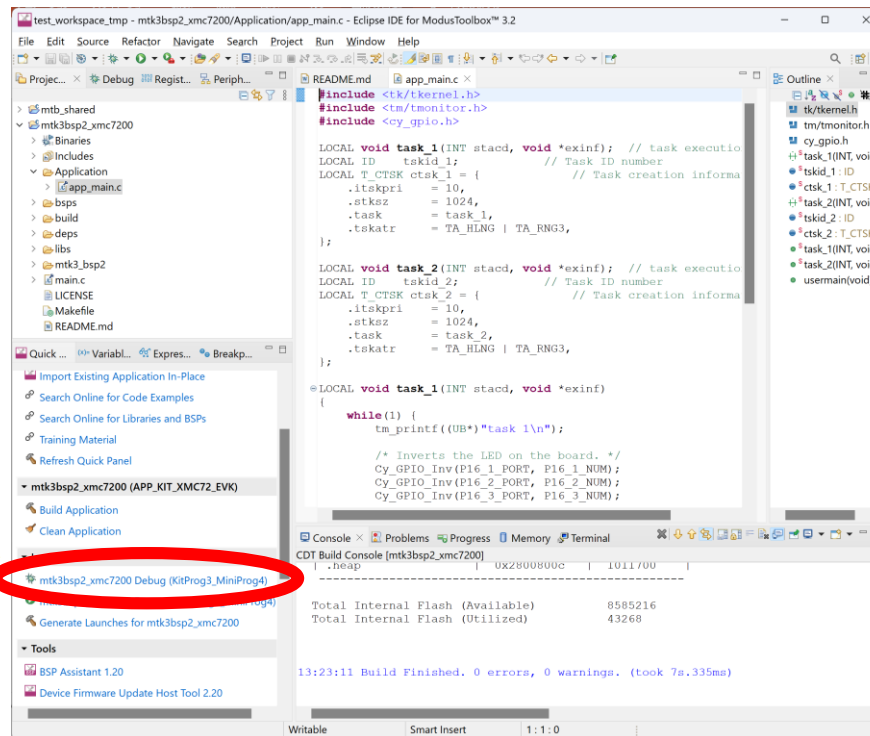 test_workspace_tmp - mtk3bsp2_xmc7200/Application/app_main.c - Eclipse IDE for ModusToolbox™ 3.2
File Edit Source Refactor Navigate Search Project Run Window Help
Projec... Debug Regist... Periph...
mtb_shared
mtk3bsp2_xmc7200
Binaries
Includes
Application
app_main.c
bsps
build
deps
libs
mtk3_bsp2
main.c
LICENSE
Makefile
README.md
README.md app_main.c
#include <tk/tkernel.h>
#include <tm/tmonitor.h>
#include <cy_gpio.h>
LOCAL void task_1(INT stacd, void *exinf); // task executio
LOCAL ID tskid_1; // Task ID number
LOCAL T_CTSK ctsk_1 = { // Task creation informa
.itskpri = 10,
.stksz = 1024,
.task = task_1,
.tskatr = TA_HLNG | TA_RNG3,
};
LOCAL void task_2(INT stacd, void *exinf); // task executio
LOCAL ID tskid_2; // Task ID number
LOCAL T_CTSK ctsk_2 = { // Task creation informa
.itskpri = 10,
.stksz = 1024,
.task = task_2,
.tskatr = TA_HLNG | TA_RNG3,
};
LOCAL void task_1(INT stacd, void *exinf)
{
while(1) {
tm_printf((UB*)"task 1\n");
/* Inverts the LED on the board. */
Cy_GPIO_Inv(P16_1_PORT, P16_1_NUM);
Cy_GPIO_Inv(P16_2_PORT, P16_2_NUM);
Cy_GPIO_Inv(P16_3_PORT, P16_3_NUM);
Outline
tk/tkernel.h
tm/tmonitor.h
cy_gpio.h
task_1(INT, voi
tskid_1 : ID
ctsk_1 : T_CTSK
task_2(INT, voi
tskid_2 : ID
ctsk_2 : T_CTSK
task_1(INT, voi
task_2(INT, voi
usermain(void
Quick ... Variabl... Expres... Breakp...
Import Existing Application In-Place
Search Online for Code Examples
Search Online for Libraries and BSPs
Training Material
Refresh Quick Panel
mtk3bsp2_xmc7200 (APP_KIT_XMC72_EVK)
Build Application
Clean Application
mtk3bsp2_xmc7200 Debug (KitProg3_MiniProg4)
Generate Launches for mtk3bsp2_xmc7200
Tools
BSP Assistant 1.20
Device Firmware Update Host Tool 2.20
Console Problems Progress Memory Terminal
CDT Build Console [mtk3bsp2_xmc7200]
| .heap | 0x2800800c | 1011700 |
-----------------------------------------------
Total Internal Flash (Available) 8585216
Total Internal Flash (Utilized) 43268
13:23:11 Build Finished. 0 errors, 0 warnings. (took 7s.335ms)
Writable Smart Insert 1 : 1 : 0